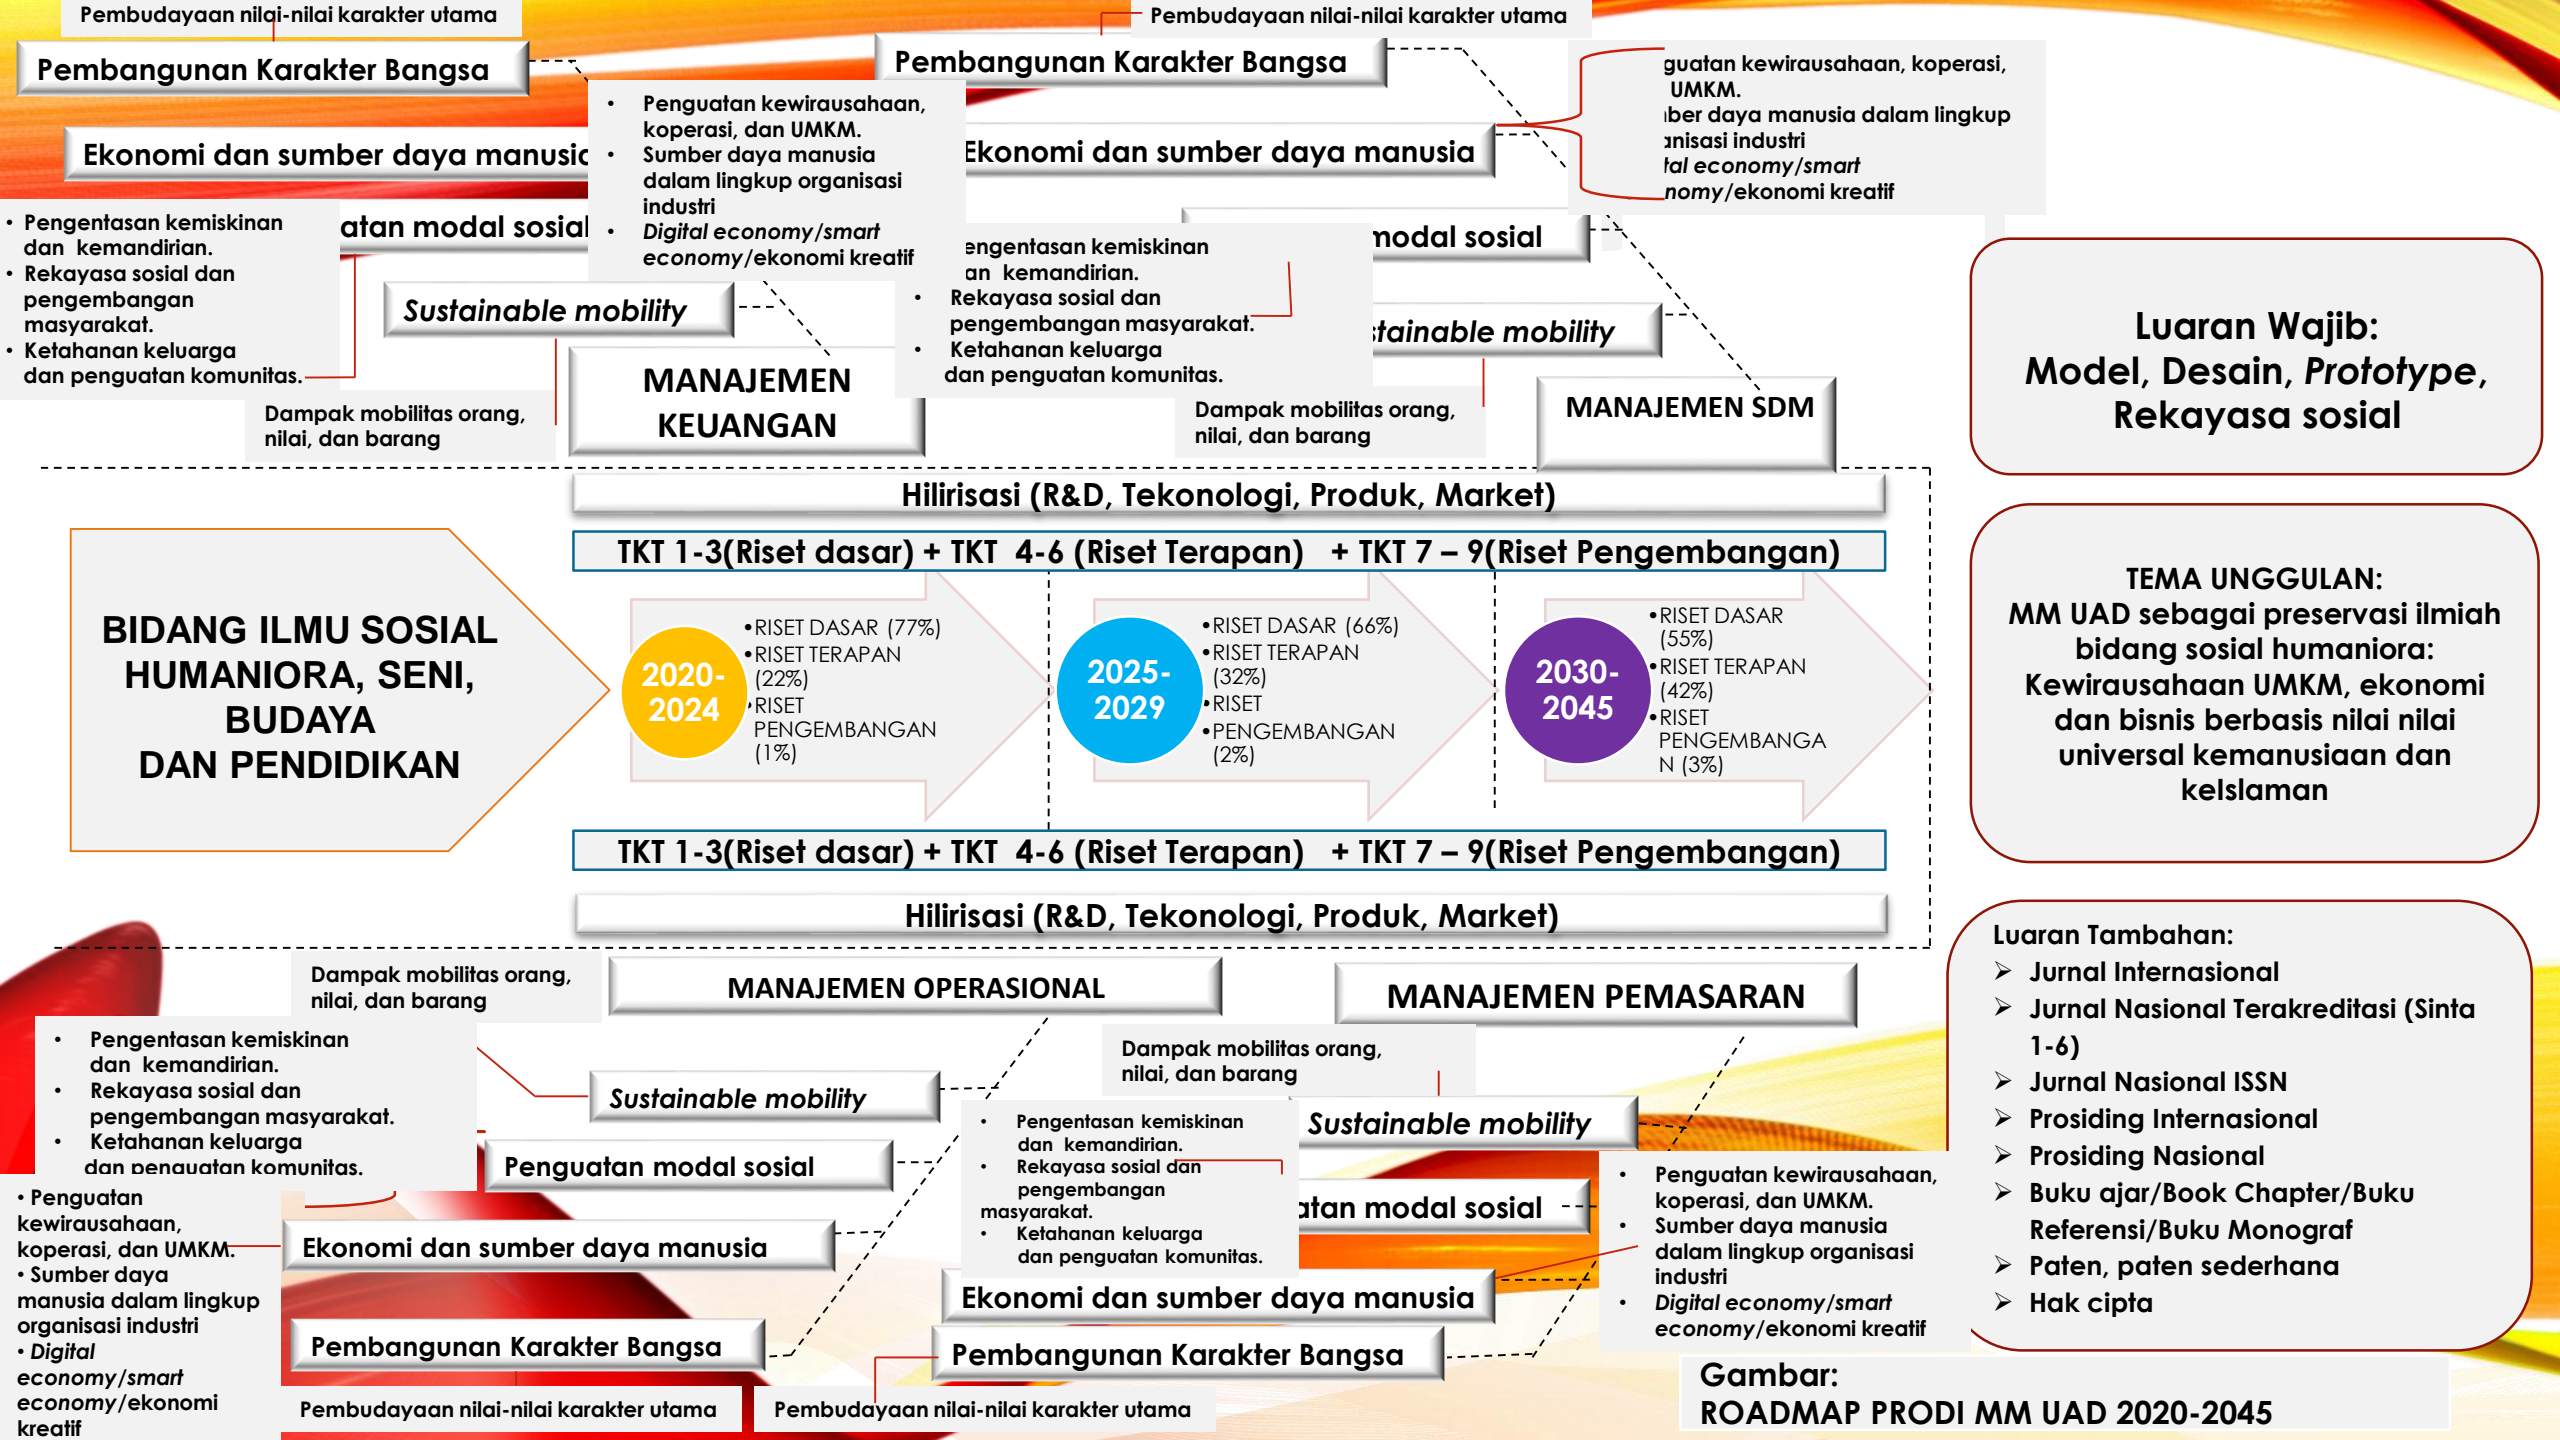 Pembudayaan nilai-nilai karakter utama
Pembangunan Karakter Bangsa
Ekonomi dan sumber daya manusia
• Penguatan kewirausahaan,
koperasi, dan UMKM.
• Sumber daya manusia
dalam lingkup organisasi
industri
• Digital economy/smart
economy/ekonomi kreatif
modal sosial
• Pengentasan kemiskinan
dan kemandirian.
• Rekayasa sosial dan
pengembangan
masyarakat.
• Ketahanan keluarga
dan penguatan komunitas.
Sustainable mobility
Dampak mobilitas orang,
nilai, dan barang
MANAJEMEN
KEUANGAN
Pembudayaan nilai-nilai karakter utama
Pembangunan Karakter Bangsa
Ekonomi dan sumber daya manusia
kewirausahaan, koperasi,
UMKM.
daya manusia dalam lingkup
industri
economy/smart
/ekonomi kreatif
modal sosial
kemiskinan
kemandirian.
• Rekayasa sosial dan
pengembangan masyarakat.
• Ketahanan keluarga
dan penguatan komunitas.
mobility
Dampak mobilitas orang,
nilai, dan barang
MANAJEMEN SDM
Luaran Wajib:
Model, Desain, Prototype,
Rekayasa sosial
Hilirisasi (R&D, Tekonologi, Produk, Market)
TKT 1-3(Riset dasar) + TKT 4-6 (Riset Terapan) + TKT 7 – 9(Riset Pengembangan)
BIDANG ILMU SOSIAL
HUMANIORA, SENI,
BUDAYA
DAN PENDIDIKAN
2020-
2024
•RISET DASAR (77%)
•RISET TERAPAN
(22%)
•RISET
PENGEMBANGAN
(1%)
2025-
2029
•RISET DASAR (66%)
•RISET TERAPAN
(32%)
•RISET
•PENGEMBANGAN
(2%)
2030-
2045
•RISET DASAR
(55%)
•RISET TERAPAN
(42%)
•RISET
PENGEMBANGA
N (3%)
TKT 1-3(Riset dasar) + TKT 4-6 (Riset Terapan) + TKT 7 – 9(Riset Pengembangan)
Hilirisasi (R&D, Tekonologi, Produk, Market)
TEMA UNGGULAN:
MM UAD sebagai preservasi ilmiah
bidang sosial humaniora:
Kewirausahaan UMKM, ekonomi
dan bisnis berbasis nilai nilai
universal kemanusiaan dan
keIslaman
Dampak mobilitas orang,
nilai, dan barang
MANAJEMEN OPERASIONAL
• Pengentasan kemiskinan
dan kemandirian.
• Rekayasa sosial dan
pengembangan masyarakat.
• Ketahanan keluarga
dan penguatan komunitas.
Sustainable mobility
Penguatan modal sosial
• Penguatan
kewirausahaan,
koperasi, dan UMKM.
• Sumber daya
manusia dalam lingkup
organisasi industri
• Digital
economy/smart
economy/ekonomi
kreatif
Ekonomi dan sumber daya manusia
Pembangunan Karakter Bangsa
Pembudayaan nilai-nilai karakter utama
MANAJEMEN PEMASARAN
Dampak mobilitas orang,
nilai, dan barang
Sustainable mobility
• Pengentasan kemiskinan
dan kemandirian.
• Rekayasa sosial dan
pengembangan
masyarakat.
• Ketahanan keluarga
dan penguatan komunitas.
modal sosial
• Penguatan kewirausahaan,
koperasi, dan UMKM.
• Sumber daya manusia
dalam lingkup organisasi
industri
• Digital economy/smart
economy/ekonomi kreatif
Ekonomi dan sumber daya manusia
Pembangunan Karakter Bangsa
Pembudayaan nilai-nilai karakter utama
Luaran Tambahan:
➢ Jurnal Internasional
➢ Jurnal Nasional Terakreditasi (Sinta
1-6)
➢ Jurnal Nasional ISSN
➢ Prosiding Internasional
➢ Prosiding Nasional
➢ Buku ajar/Book Chapter/Buku
Referensi/Buku Monograf
➢ Paten, paten sederhana
➢ Hak cipta
Gambar:
ROADMAP PRODI MM UAD 2020-2045